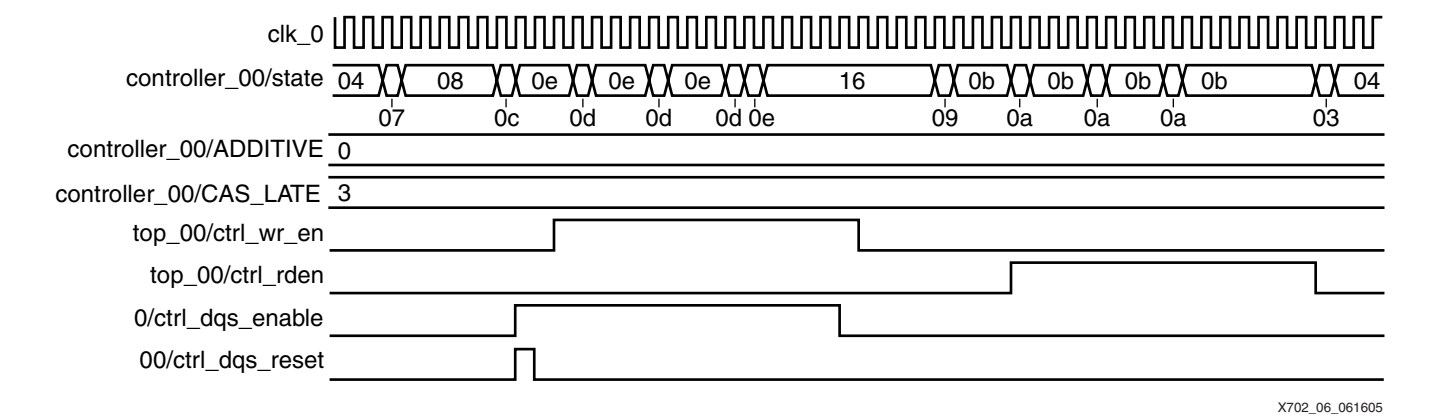 clk_0
controller_00/state 04 08 0e 0e 0e 16 0b 0b 0b 0b 04
07 0c 0d 0d 0d 0e 09 0a 0a 0a 03
controller_00/ADDITIVE 0
controller_00/CAS_LATE 3
top_00/ctrl_wr_en
top_00/ctrl_rden
0/ctrl_dqs_enable
00/ctrl_dqs_reset
X702_06_061605